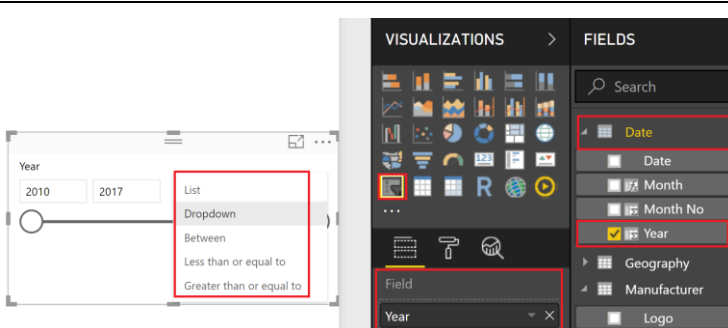 Year
2010
2017
List
Dropdown
Between
Less than or equal to
Greater than or equal to
VISUALIZATIONS
R
123
Field
Year
FIELDS
Search
Date
Date
Month
Month No
Year
Geography
Manufacturer
Logo